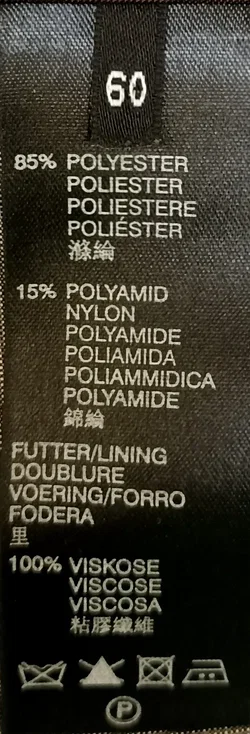 60
85% POLYESTER
POLIESTER
POLIESTERE
POLIÉSTER
滌綸
15% POLYAMID
NYLON
POLYAMIDE
POLIAMIDA
POLIAMMIDICA
POLYAMIDE
錦綸
FUTTER/LINING
DOUBLURE
VOERING/FORRO
FODERA
里
100% VISKOSE
VISCOSE
VISCOSA
粘膠纖維
P